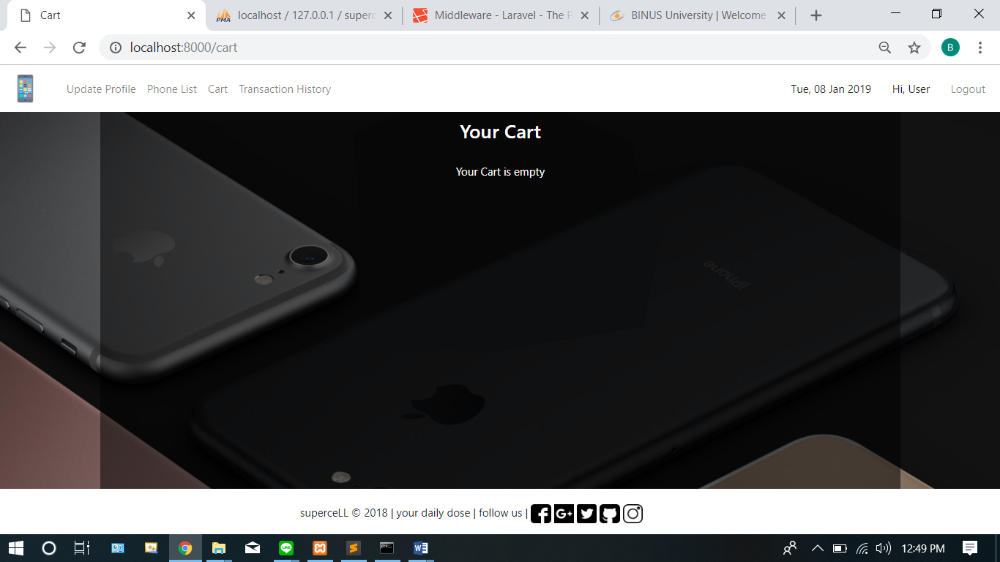 Cart
localhost / 127.0.0.1 / superc
Middleware - Laravel - The P
BINUS University | Welcome
localhost:8000/cart
B
Update Profile Phone List Cart Transaction History
Tue, 08 Jan 2019 Hi, User Logout
Your Cart
Your Cart is empty
iPhone
superceLL © 2018 | your daily dose | follow us |
12:49 PM